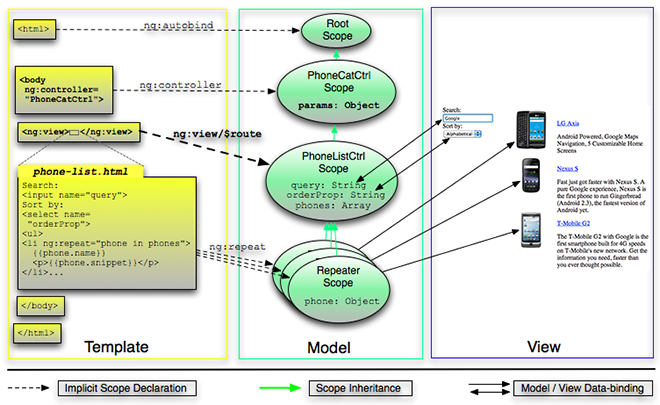 <html>
ng:autobind
Root
Scope
<body
ng:controller=
"PhoneCatCtrl">
ng:controller
PhoneCatCtrl
Scope
params: Object
<ng:view>
</ng:view>
ng:view/$route
phone-list.html
Search:
<input name="query">
Sort by:
<select name=
"orderProp">
<ul>
<li ng:repeat="phone in phones">
{{phone.name}}
<p>{{phone.snippet}}</p>
</li>...
</body>
</html>
PhoneListCtrl
Scope
query: String
orderProp: String
phones: Array
ng:repeat
Repeater
Scope
phone: Object
Search:
Google
Sort by:
Alphabetical
LG Axis
Android Powered, Google Maps
Navigation, 5 Customizable Home
Screens
Nexus S
Fast just got faster with Nexus S. A
pure Google experience, Nexus S is
the first phone to run Gingerbread
(Android 2.3), the fastest version of
Android yet.
T-Mobile G2
The T-Mobile G2 with Google is the
first smartphone built for 4G speeds
on T-Mobile's new network. Get the
information you need, faster than
you ever thought possible.
Template
Model
View
Implicit Scope Declaration
Scope Inheritance
Model / View Data-binding